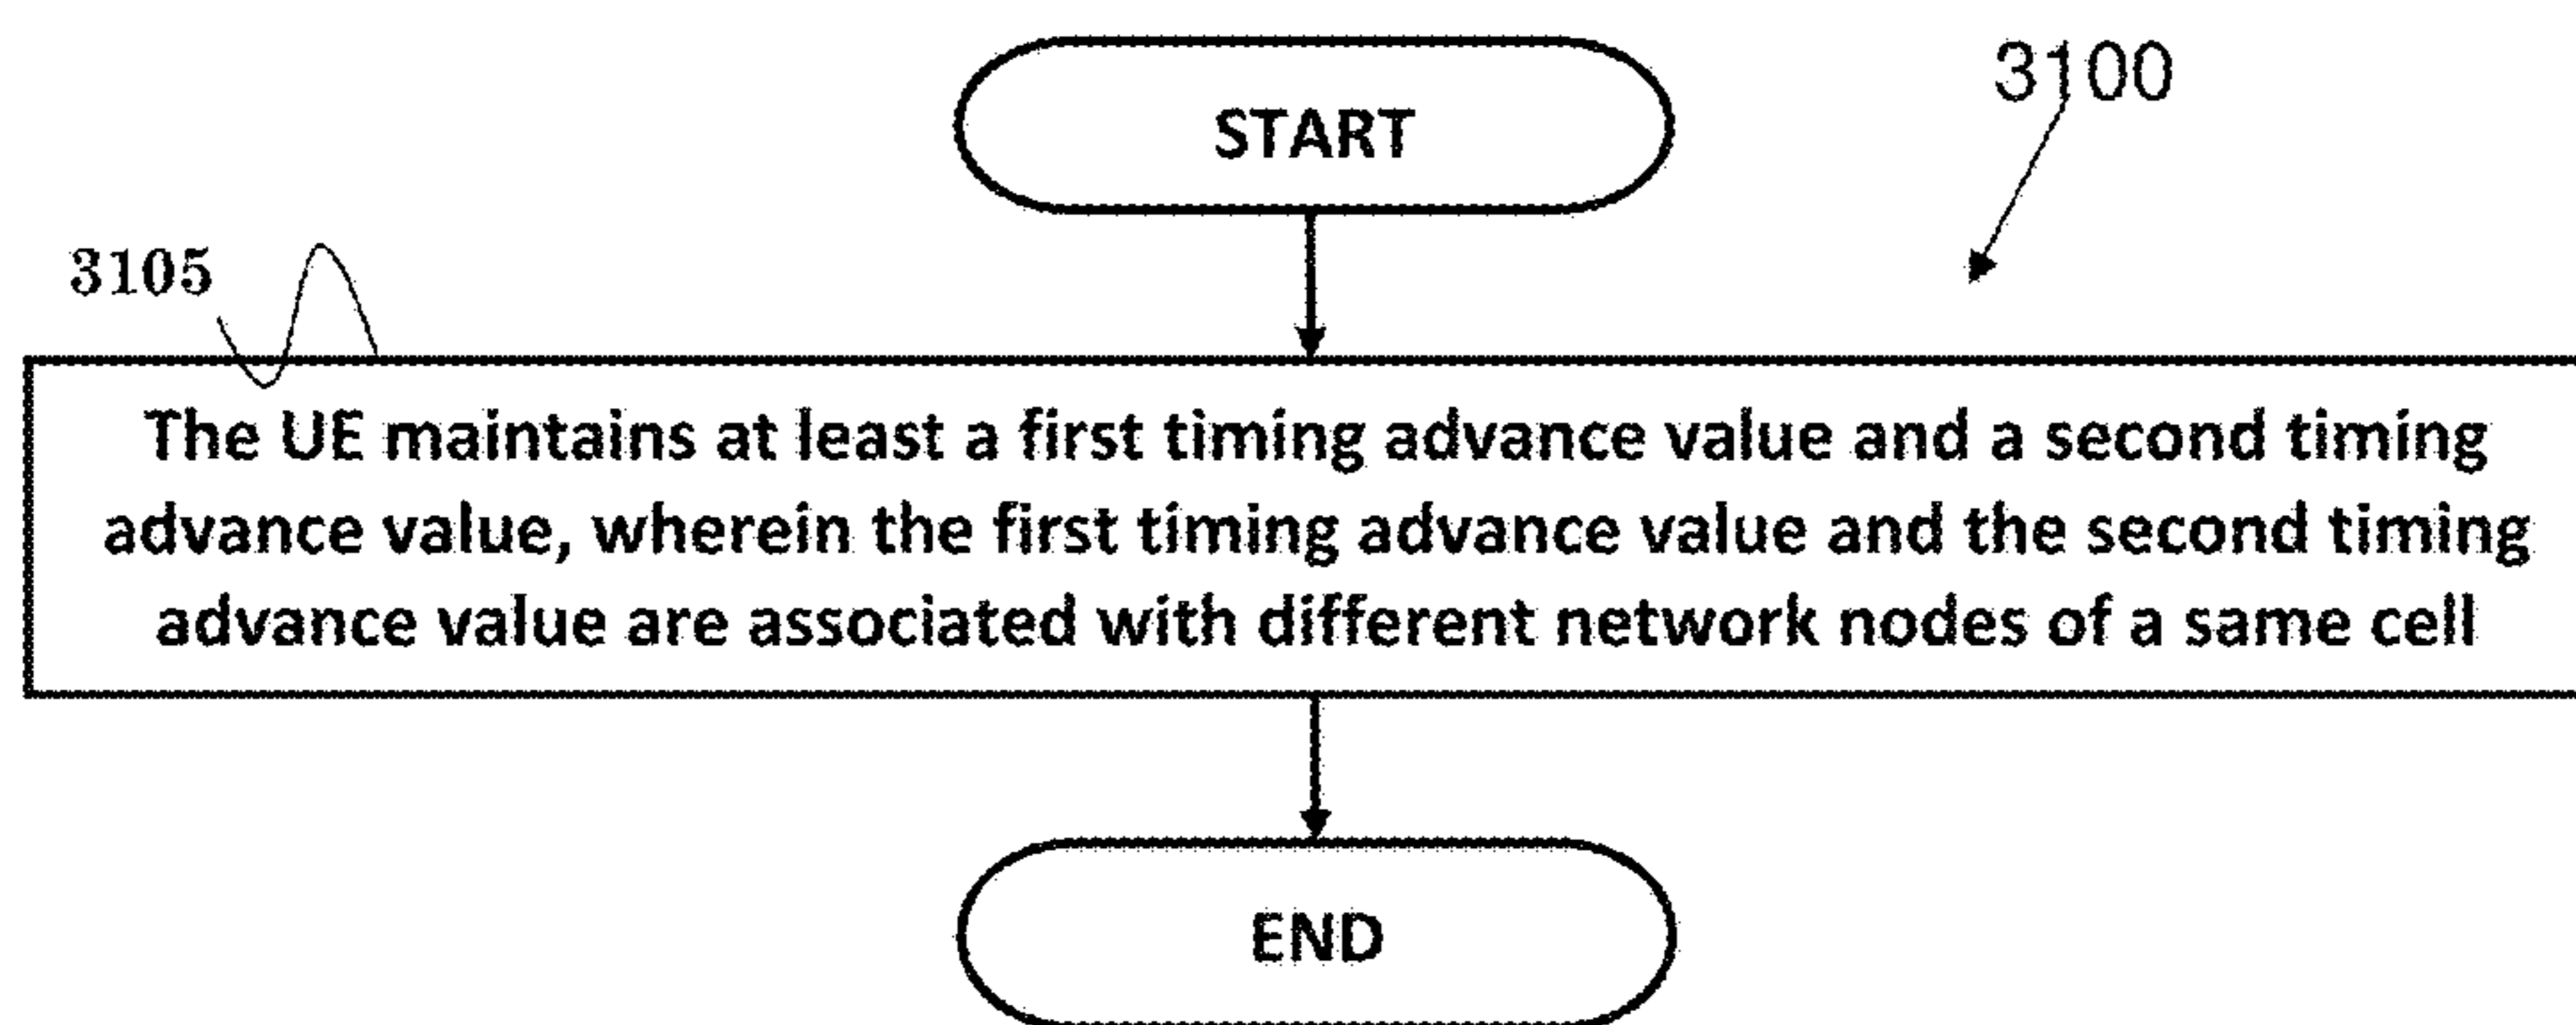 START
3100
3105
The UE maintains at least a first timing advance value and a second timing
advance value, wherein the first timing advance value and the second timing
advance value are associated with different network nodes of a same cell
END